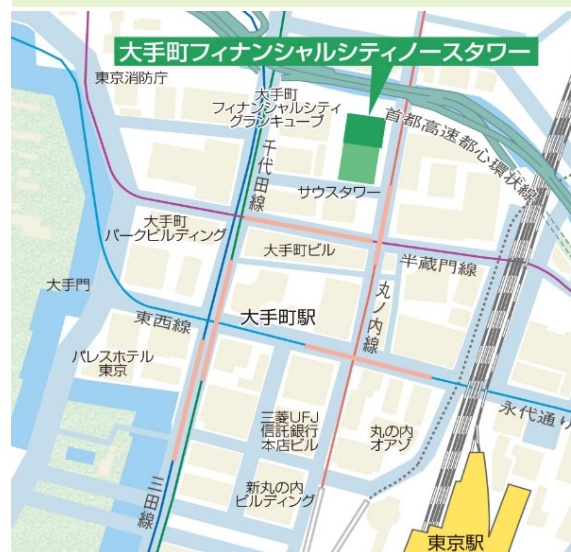 大手町フィナンシャルシティノースタワー
東京消防庁
大手町
フィナンシャルシティ
グランキューブ
首都高速都心環状線
千代田線
サウスタワー
大手町
パークビルディング
大手町ビル
半蔵門線
大手門
東西線
大手町駅
丸ノ内線
パレスホテル
東京
永代通り
三菱UFJ
信託銀行
本店ビル
丸の内
オアゾ
三田線
新丸の内
ビルディング
東京駅